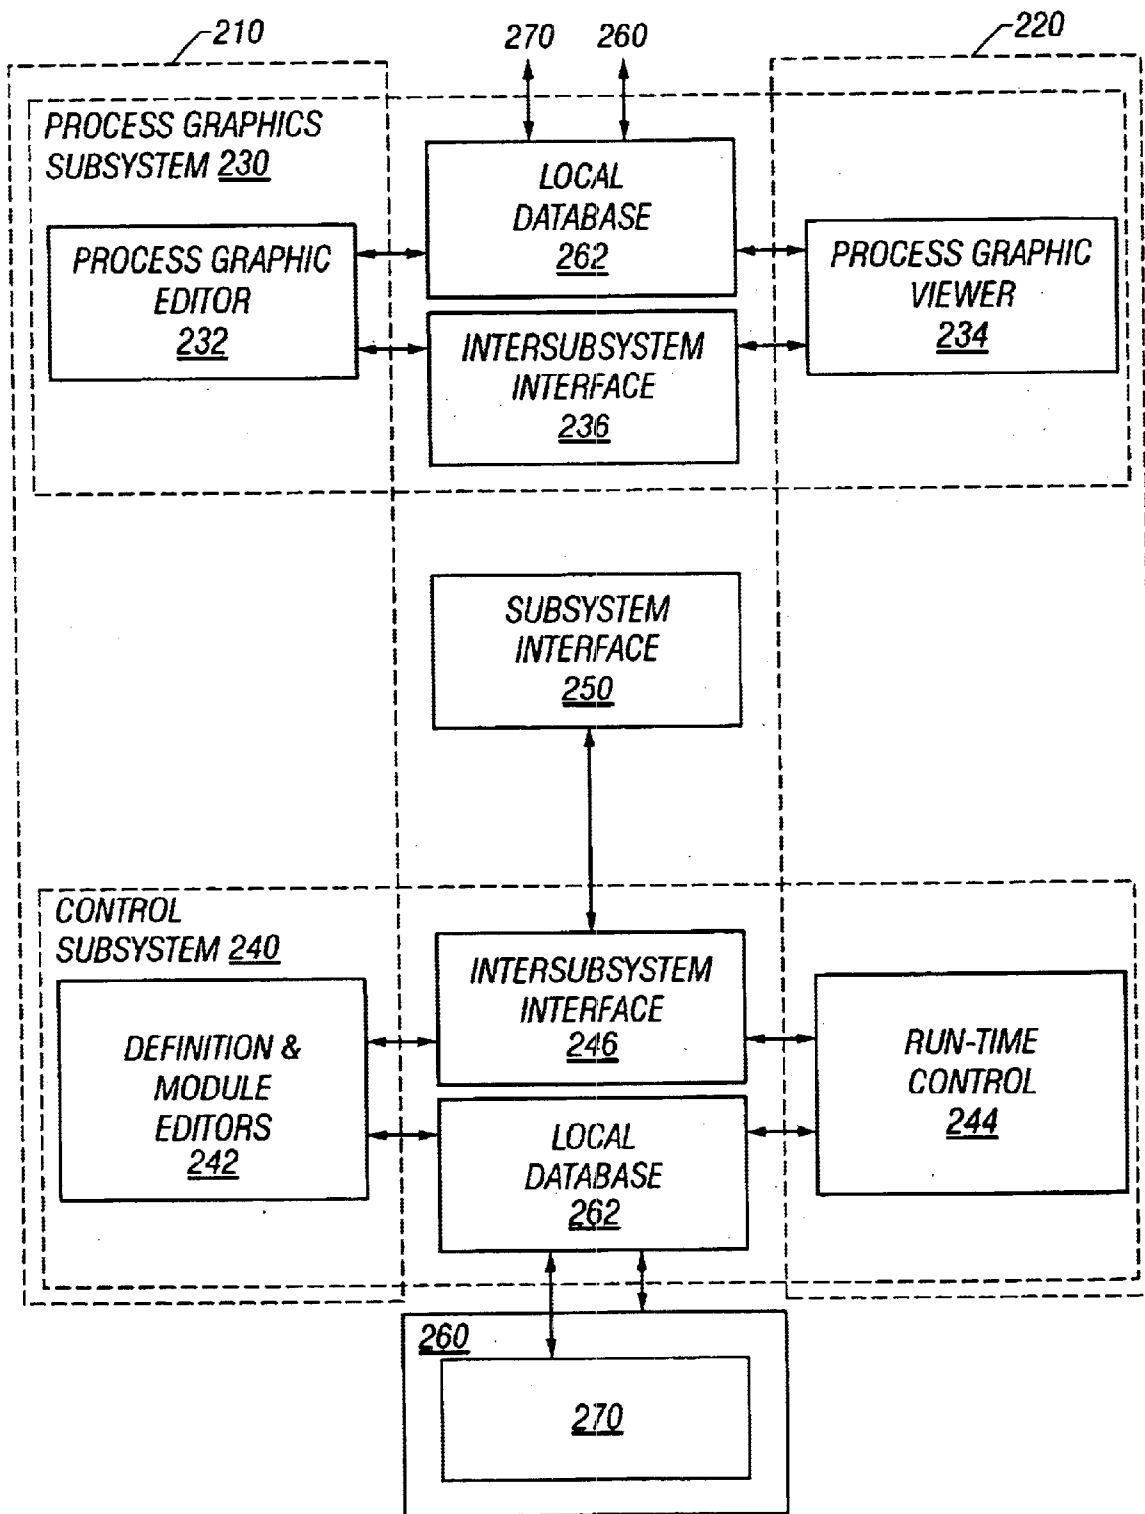 210
270 260
220
PROCESS GRAPHICS
SUBSYSTEM 230
LOCAL
DATABASE
262
PROCESS GRAPHIC
EDITOR
232
PROCESS GRAPHIC
VIEWER
234
INTERSUBSYSTEM
INTERFACE
236
SUBSYSTEM
INTERFACE
250
CONTROL
SUBSYSTEM 240
INTERSUBSYSTEM
INTERFACE
246
DEFINITION &
MODULE
EDITORS
242
RUN-TIME
CONTROL
244
LOCAL
DATABASE
262
260
270